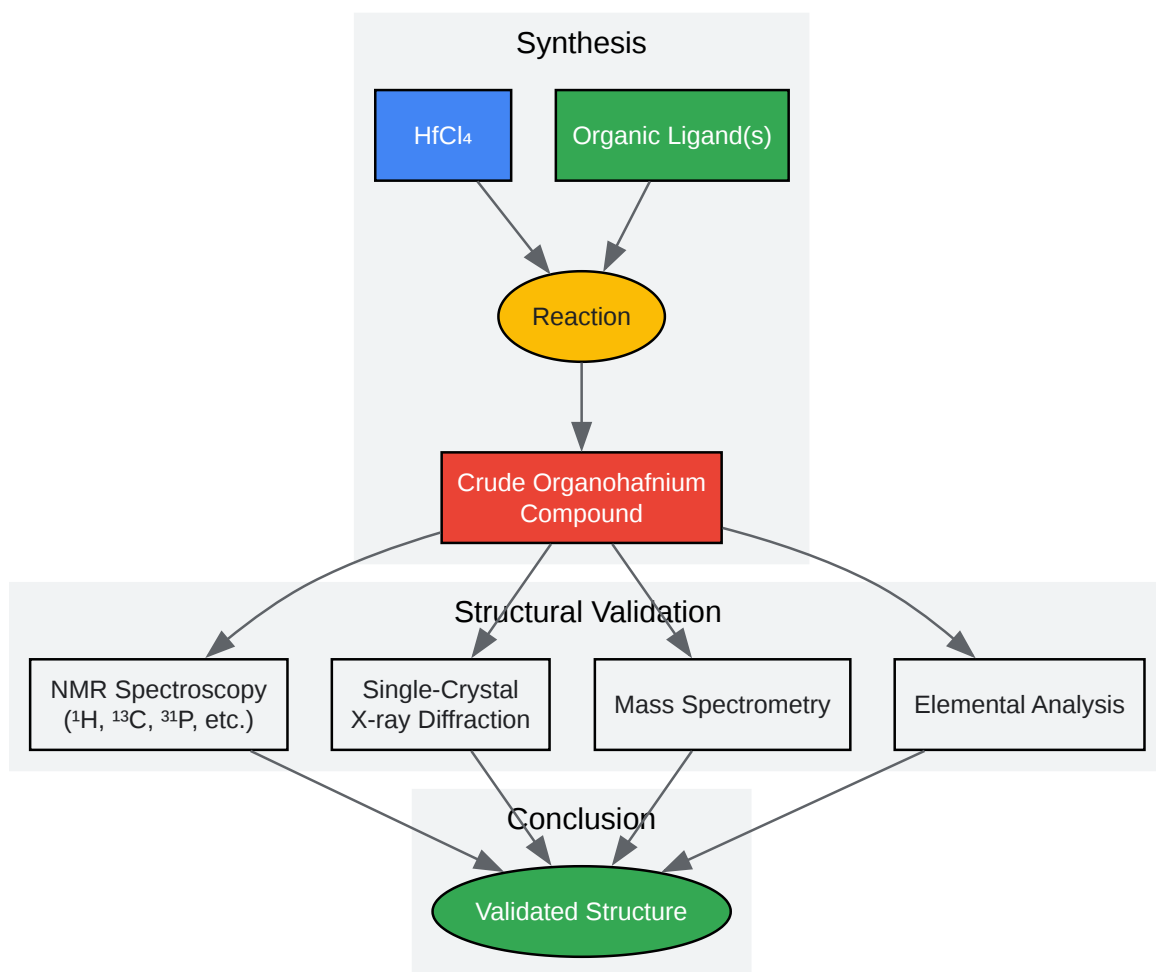 Synthesis
HfCl₄
Organic Ligand(s)
Reaction
Crude Organohafnium
Compound
Structural Validation
NMR Spectroscopy
(¹H, ¹³C, ³¹P, etc.)
Single-Crystal
X-ray Diffraction
Mass Spectrometry
Elemental Analysis
Conclusion
Validated Structure